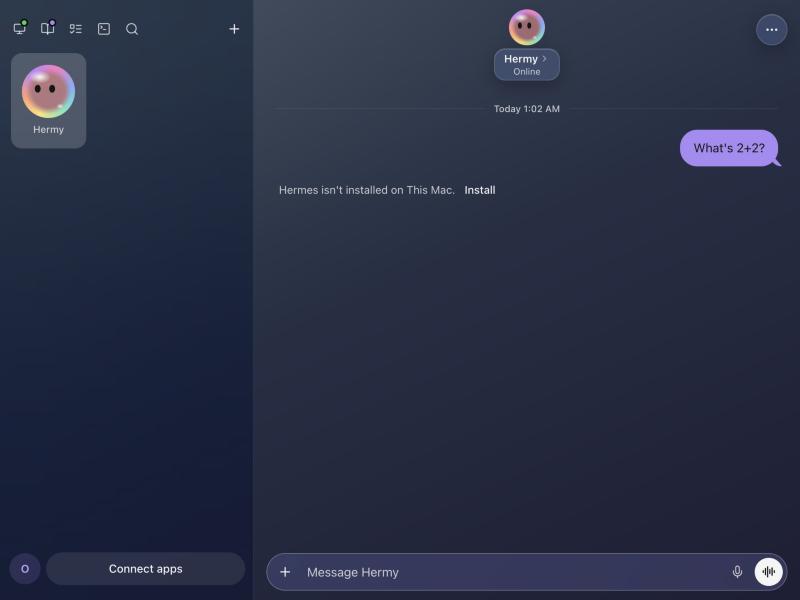 Hermy
O
Connect apps
Hermy
Online
Today 1:02 AM
What's 2+2?
Hermes isn't installed on This Mac. Install
Message Hermy